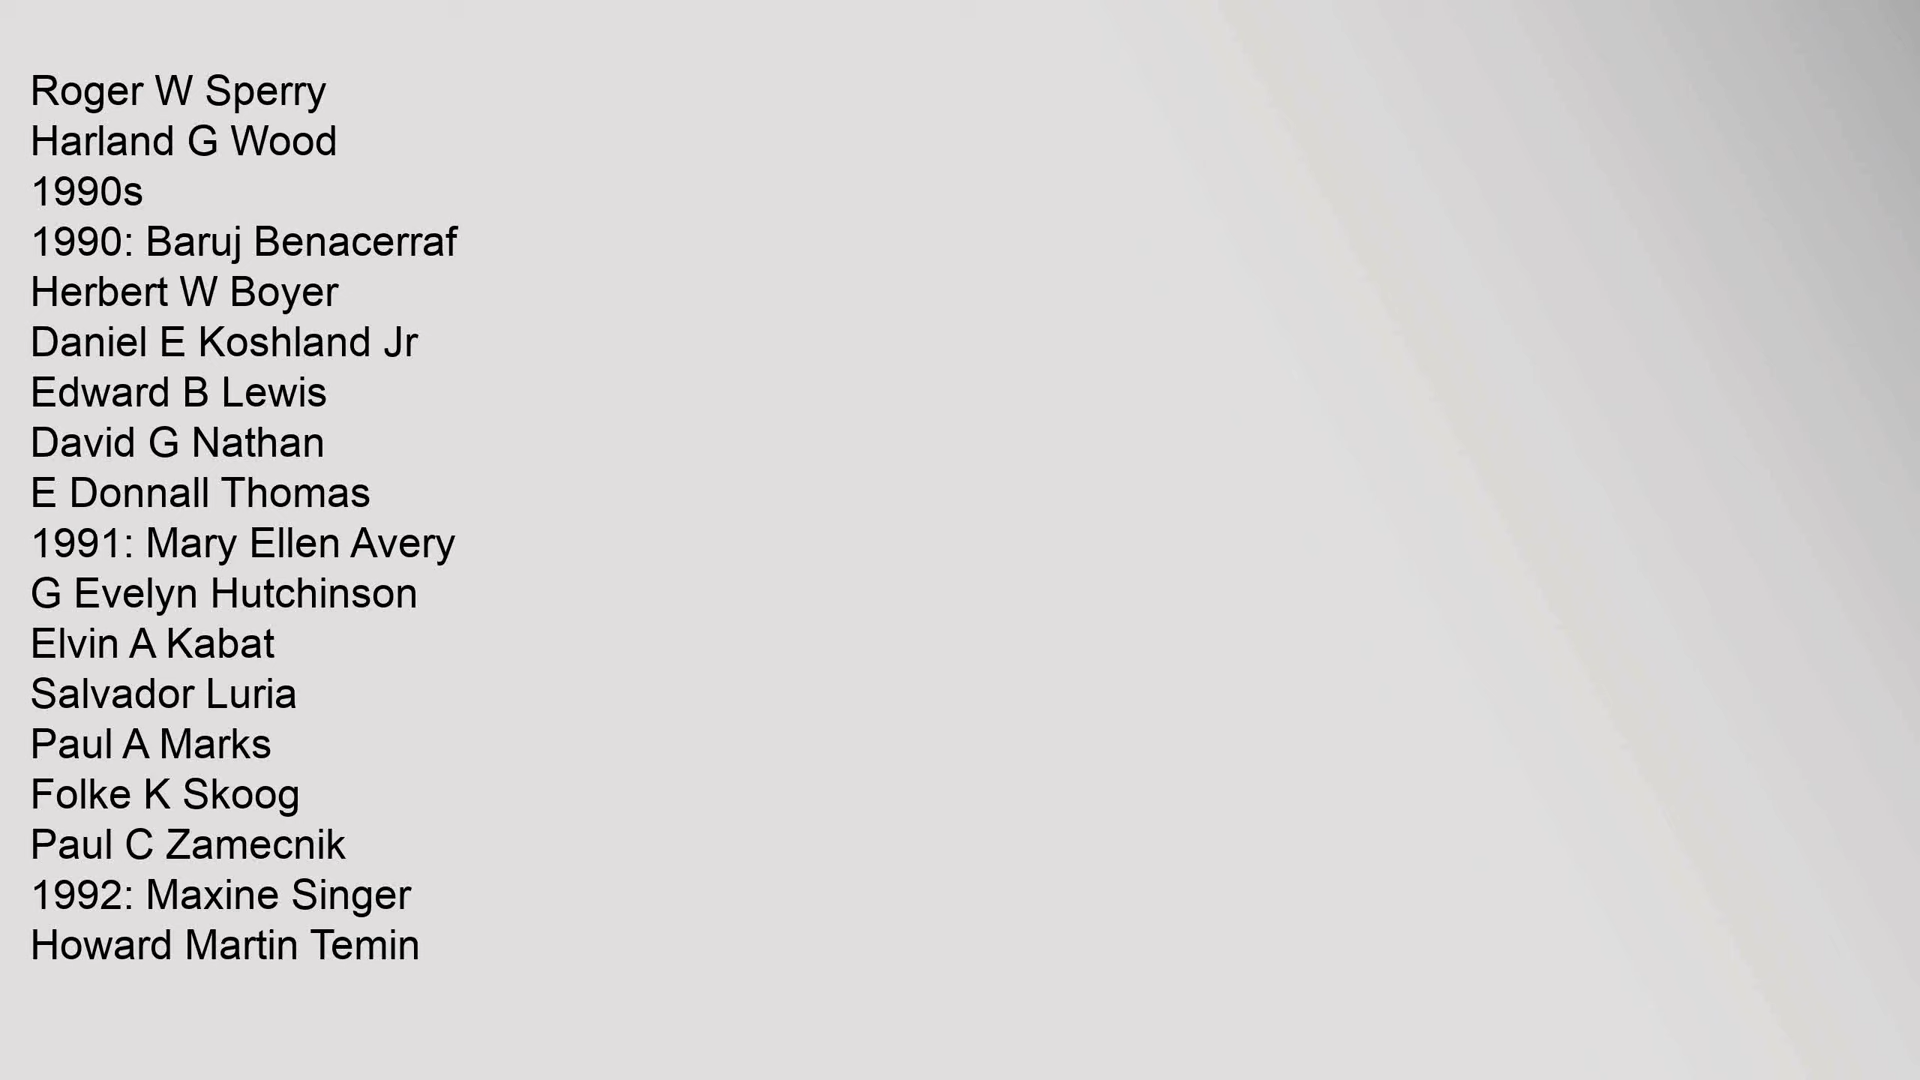 Roger W Sperry
Harland G Wood
1990s
1990: Baruj Benacerraf
Herbert W Boyer
Daniel E Koshland Jr
Edward B Lewis
David G Nathan
E Donnall Thomas
1991: Mary Ellen Avery
G Evelyn Hutchinson
Elvin A Kabat
Salvador Luria
Paul A Marks
Folke K Skoog
Paul C Zamecnik
1992: Maxine Singer
Howard Martin Temin